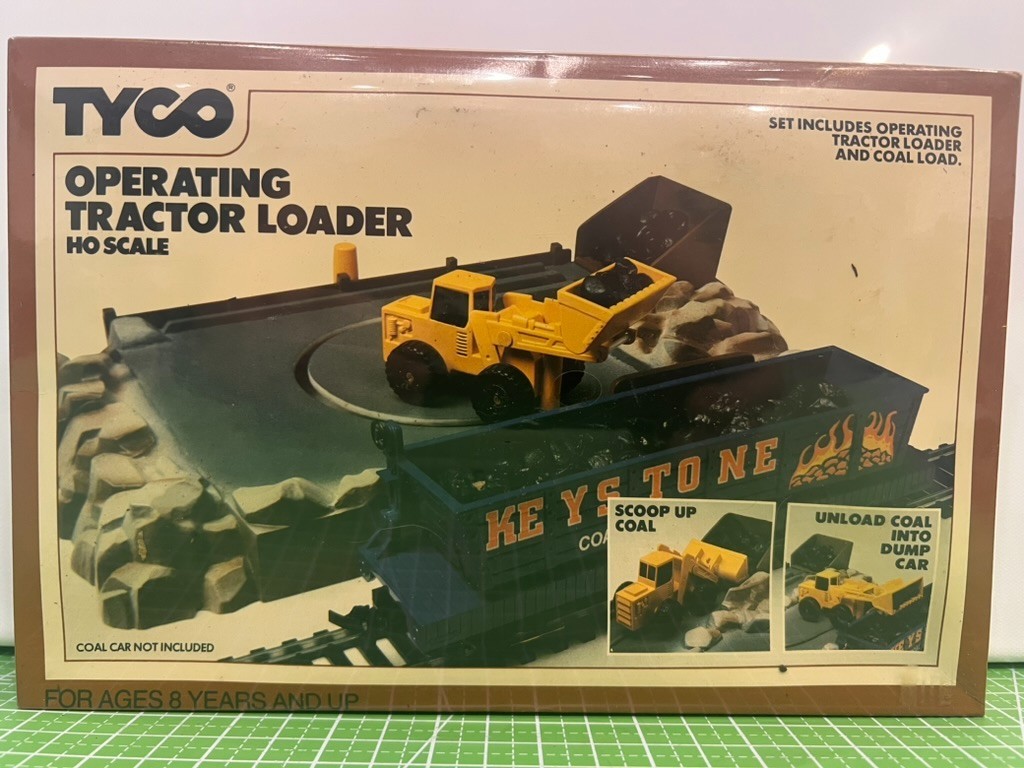 TYCO®
OPERATING
TRACTOR LOADER
HO SCALE
SET INCLUDES OPERATING
TRACTOR LOADER
AND COAL LOAD.
KEYSTONE
SCOOP UP
COAL
UNLOAD COAL
INTO
DUMP
CAR
COAL CAR NOT INCLUDED
FOR AGES 8 YEARS AND UP